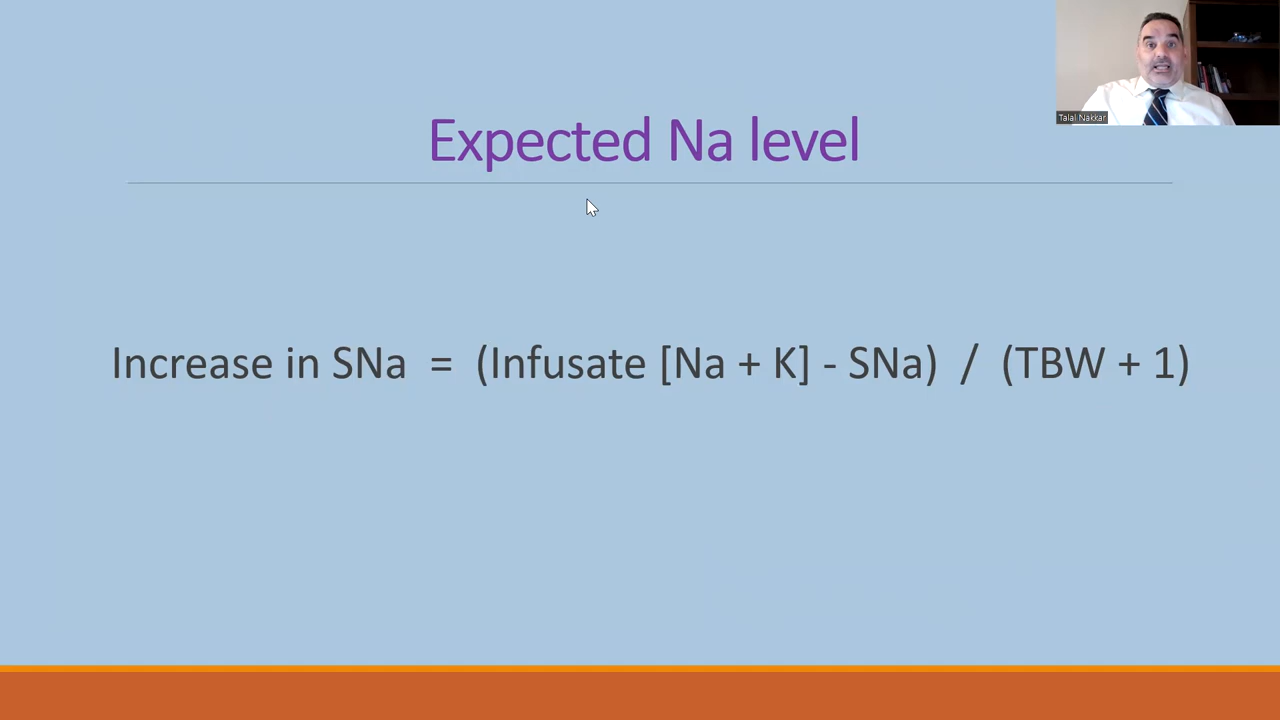 Talal Nakkar
Expected Na level
Increase in SNa = (Infusate [Na + K] - SNa) / (TBW + 1)